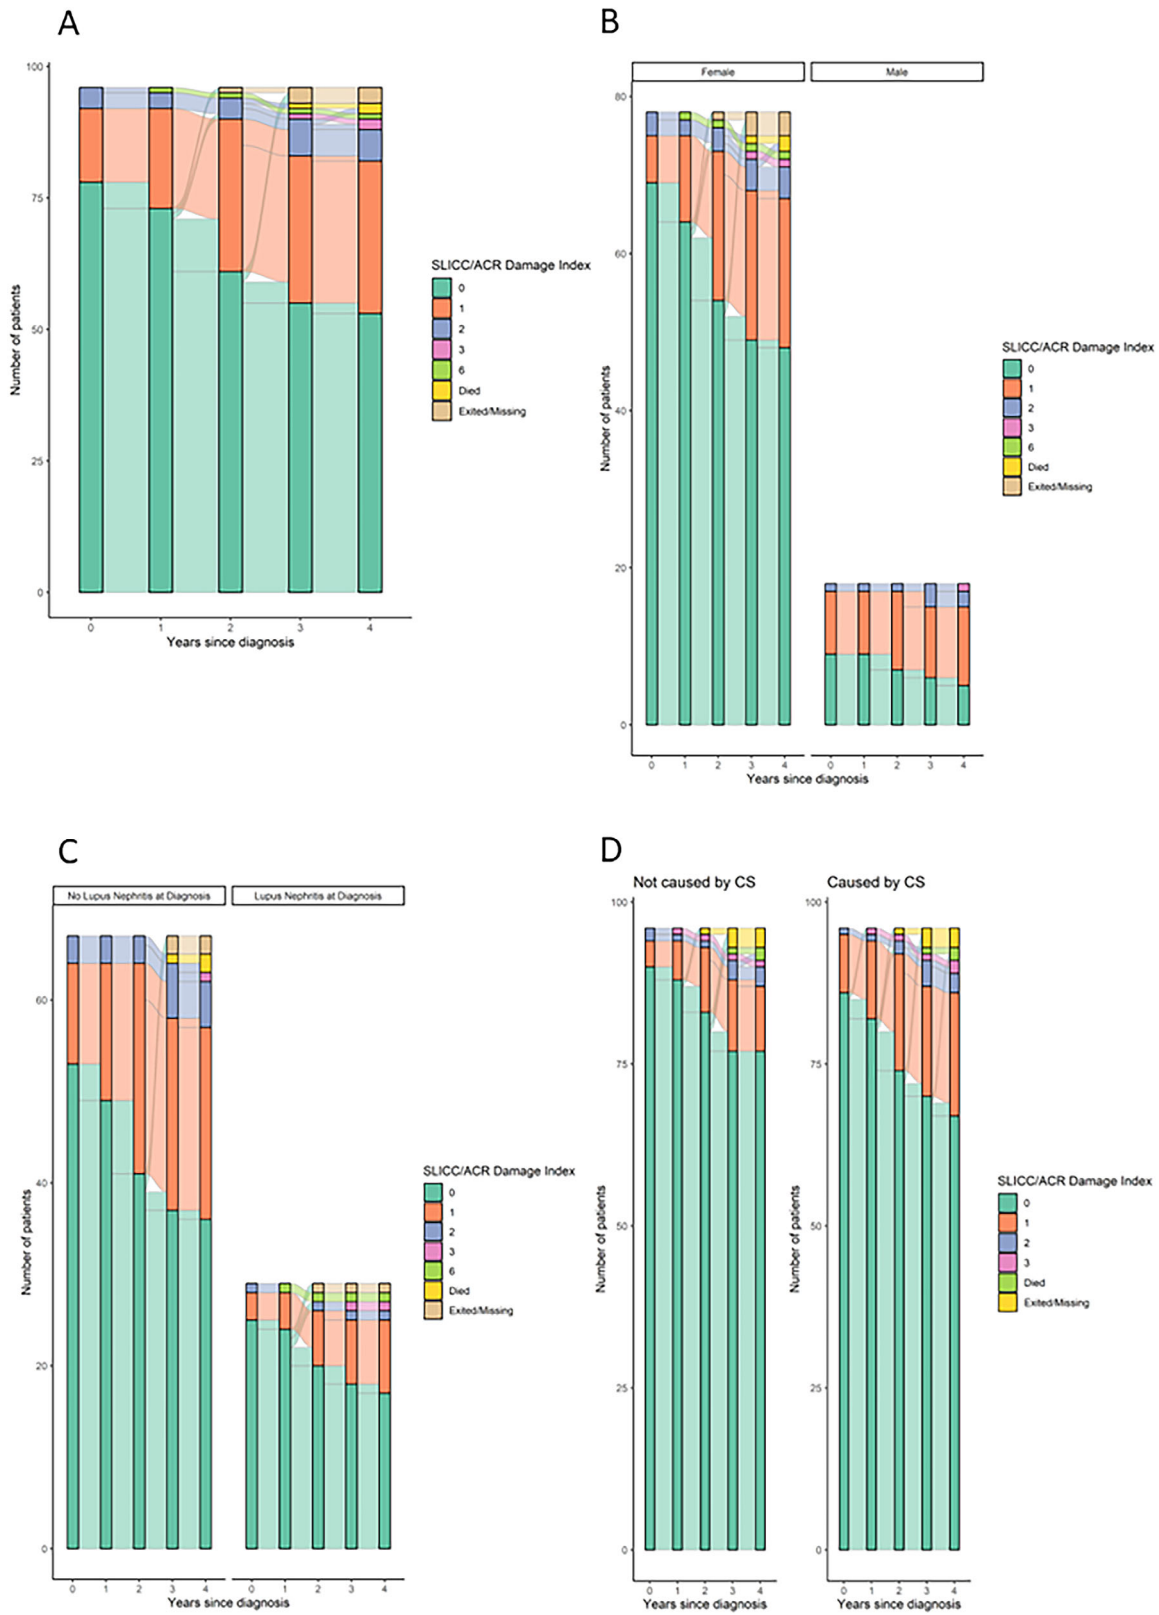 A
100
75
50
25
0
Number of patients
0 1 2 3 4
Years since diagnosis
SLICC/ACR Damage Index
0
1
2
3
6
Died
Exited/Missing
B
Female Male
80
60
40
20
0
Number of patients
0 1 2 3 4 0 1 2 3 4
Years since diagnosis
SLICC/ACR Damage Index
0
1
2
3
6
Died
Exited/Missing
C
No Lupus Nephritis at Diagnosis Lupus Nephritis at Diagnosis
60
40
20
0
Number of patients
0 1 2 3 4 0 1 2 3 4
Years since diagnosis
SLICC/ACR Damage Index
0
1
2
3
6
Died
Exited/Missing
D
Not caused by CS
100
75
50
25
0
Number of patients
0 1 2 3 4
Years since diagnosis
Caused by CS
100
75
50
25
0
Number of patients
0 1 2 3 4
Years since diagnosis
SLICC/ACR Damage Index
0
1
2
3
Died
Exited/Missing